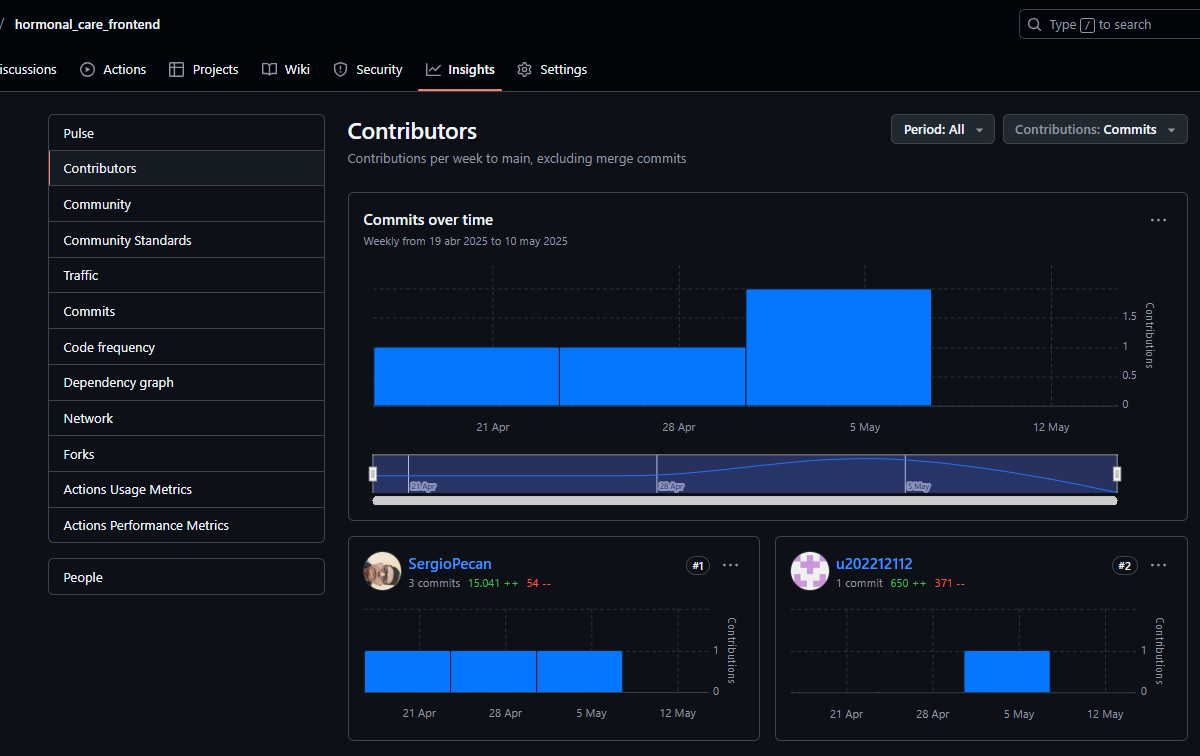 / hormonal_care_frontend
Type / to search
iscussions Actions Projects Wiki Security Insights Settings
Pulse
Contributors
Community
Community Standards
Traffic
Commits
Code frequency
Dependency graph
Network
Forks
Actions Usage Metrics
Actions Performance Metrics
People
Contributors
Contributions per week to main, excluding merge commits
Period: All
Contributions: Commits
Commits over time
Weekly from 19 abr 2025 to 10 may 2025
1.5
1
0.5
0
Contributions
21 Apr 28 Apr 5 May 12 May
21 Apr 28 Apr 5 May
SergioPecan
3 commits 15.041 ++ 54 --
#1
1
0
Contributions
21 Apr 28 Apr 5 May 12 May
u202212112
1 commit 650 ++ 371 --
#2
1
0
Contributions
21 Apr 28 Apr 5 May 12 May